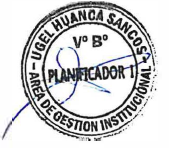 UGEL HUANCA SANCOS
V° B°
PLANIFICADOR I
AREA DE GESTION INSTITUCIONAL